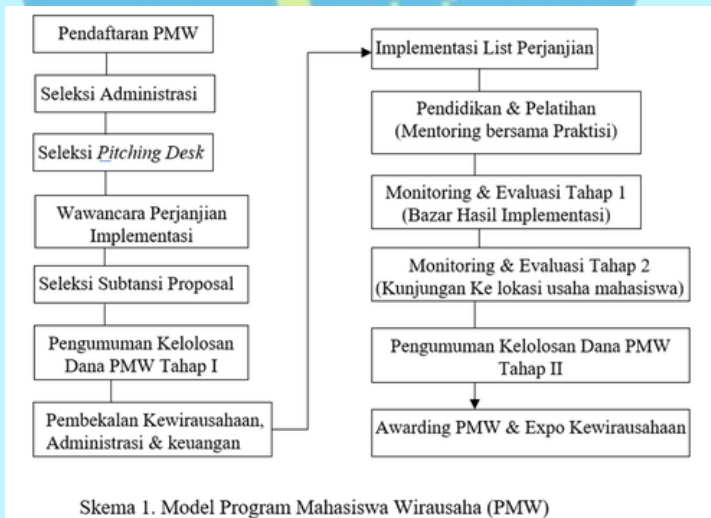 Pendaftaran PMW
Seleksi Administrasi
Seleksi Pitching Desk
Wawancara Perjanjian
Implementasi
Seleksi Subtansi Proposal
Pengumuman Kelolosan
Dana PMW Tahap I
Pembekalan Kewirausahaan,
Administrasi & keuangan
Implementasi List Perjanjian
Pendidikan & Pelatihan
(Mentoring bersama Praktisi)
Monitoring & Evaluasi Tahap 1
(Bazar Hasil Implementasi)
Monitoring & Evaluasi Tahap 2
(Kunjungan Ke lokasi usaha mahasiswa)
Pengumuman Kelolosan Dana PMW
Tahap II
Awarding PMW & Expo Kewirausahaan
Skema 1. Model Program Mahasiswa Wirausaha (PMW)